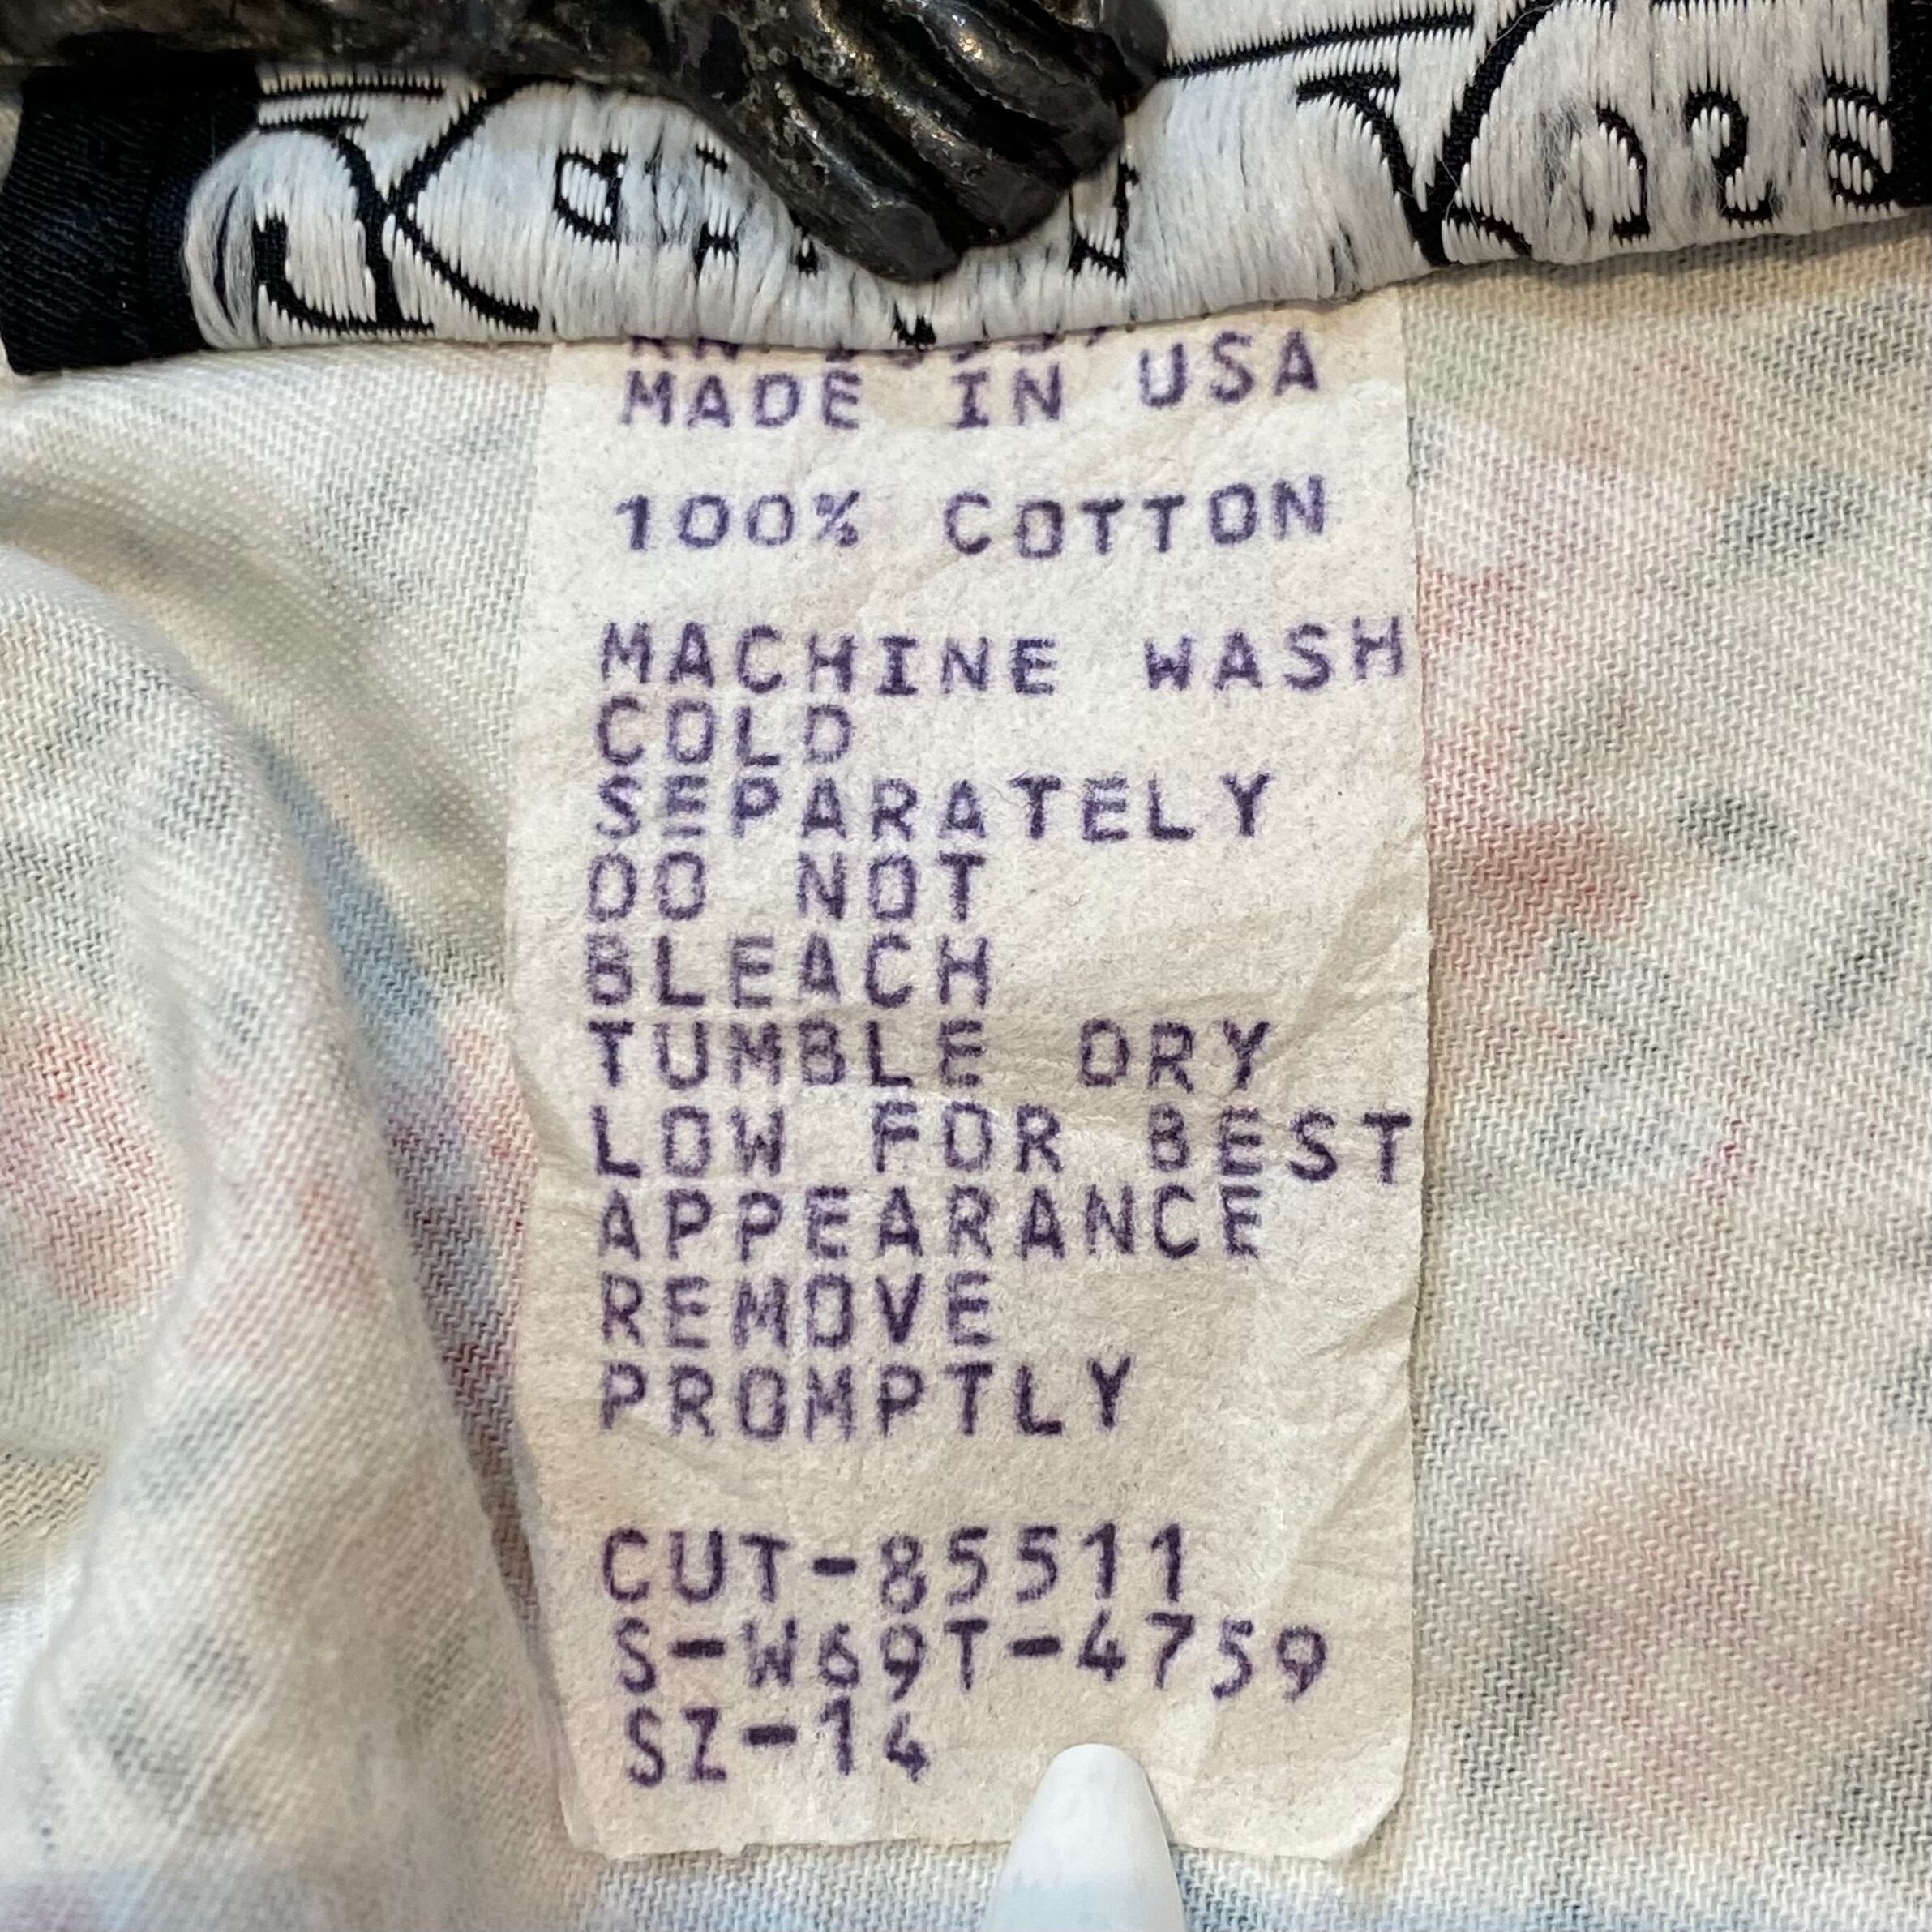 MADE IN USA
100% COTTON
MACHINE WASH
COLD
SEPARATELY
DO NOT
BLEACH
TUMBLE DRY
LOW FOR BEST
APPEARANCE
REMOVE
PROMPTLY
CUT-85511
S-W69T-4759
SZ-14